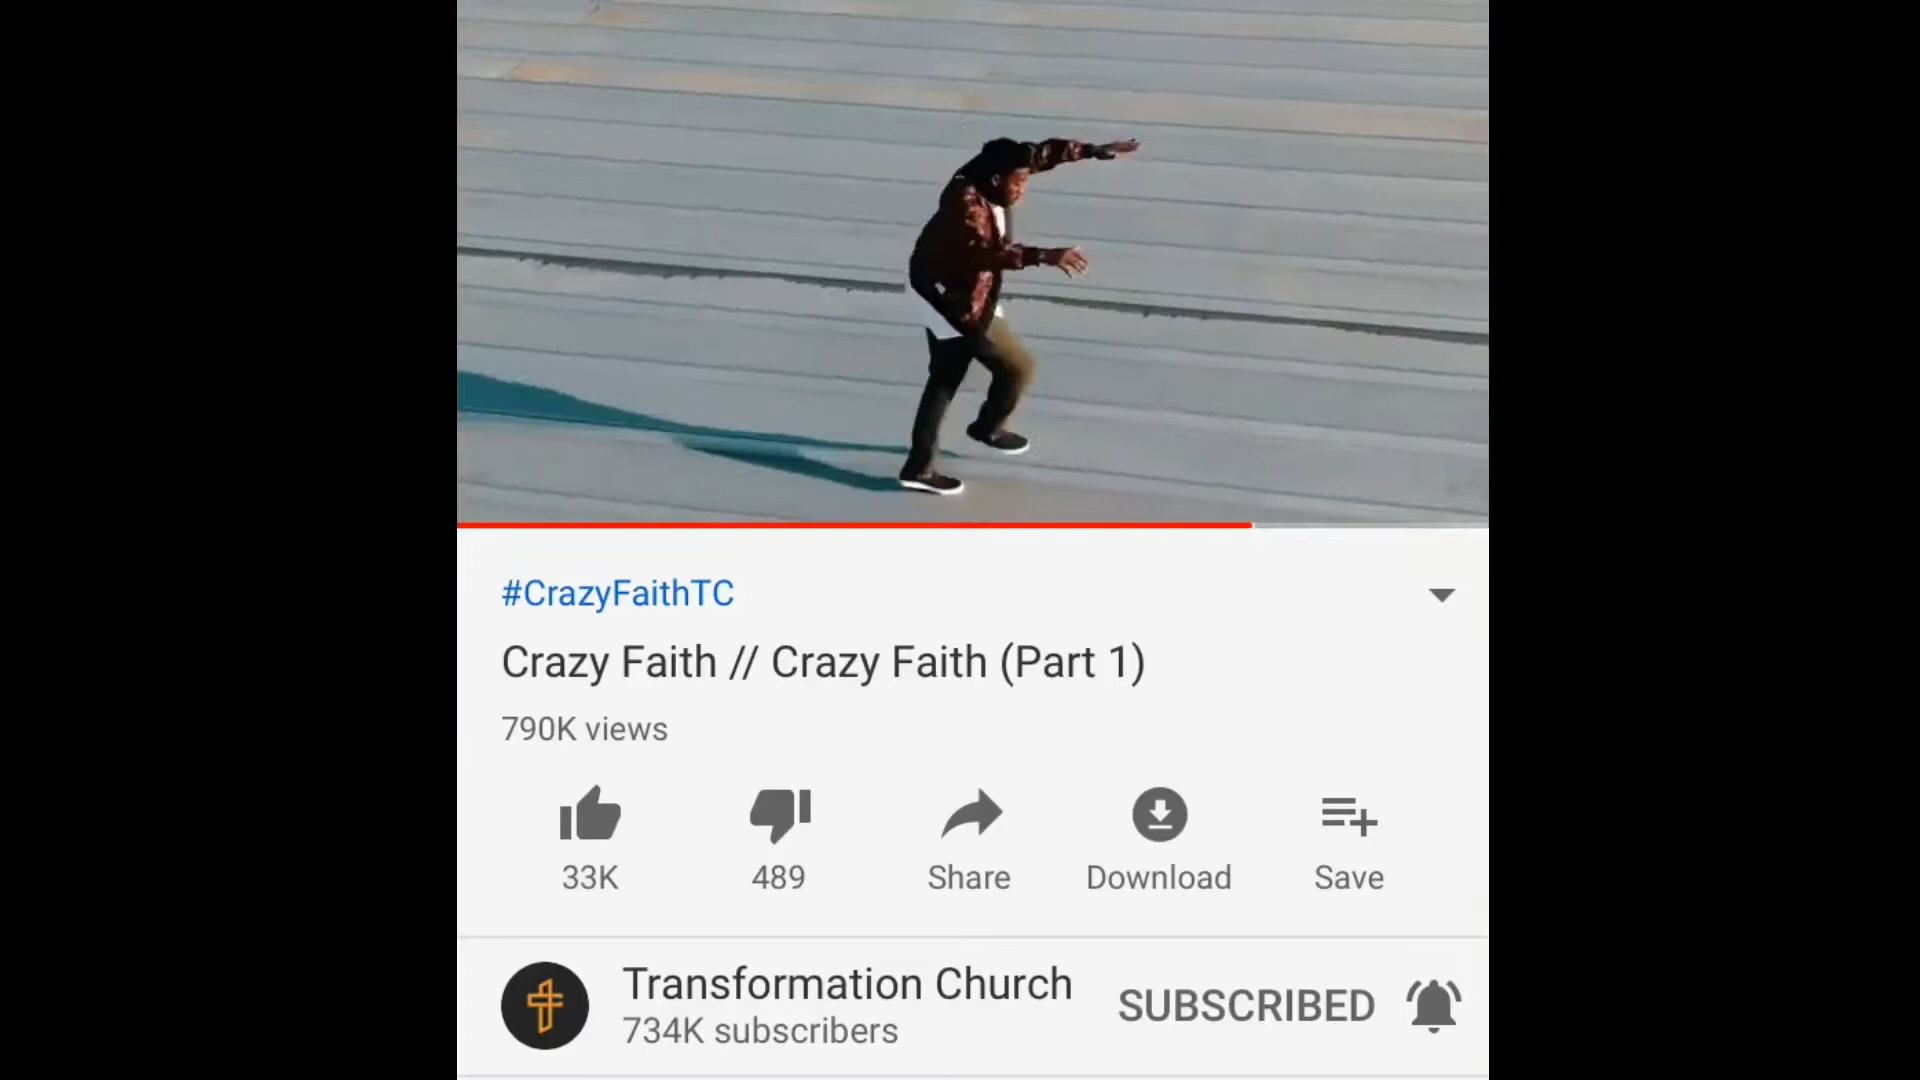 #CrazyFaithTC
Crazy Faith // Crazy Faith (Part 1)
790K views
33K
489
Share
Download
Save
Transformation Church
SUBSCRIBED
734K subscribers